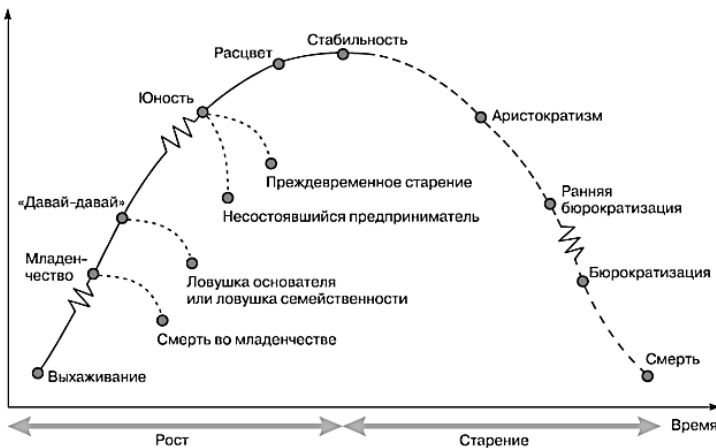 Стабильность
Расцвет
Юность
Аристократизм
Преждевременное старение
«Давай-давай»
Несостоявшийся предприниматель
Ранняя
бюрократизация
Младен-
чество
Ловушка основателя
или ловушка семейственности
Бюрократизация
Смерть во младенчестве
Выхаживание
Смерть
Время
Рост
Старение